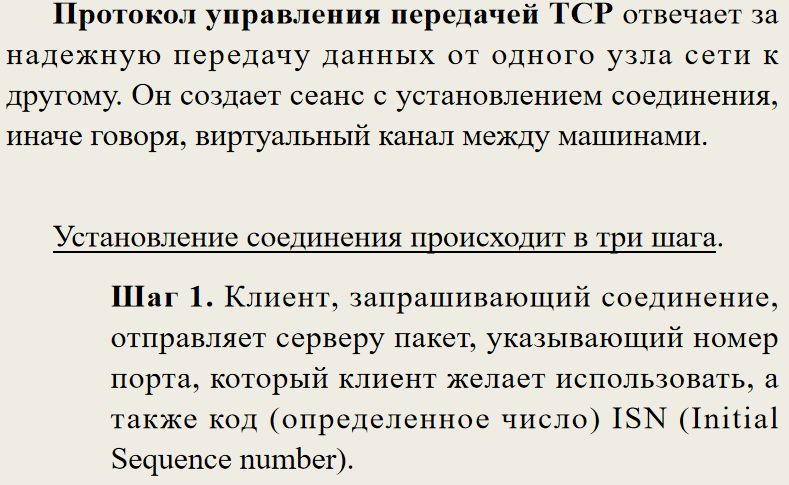 Протокол управления передачей TCP отвечает за
надежную передачу данных от одного узла сети к
другому. Он создает сеанс с установлением соединения,
иначе говоря, виртуальный канал между машинами.
Установление соединения происходит в три шага.
Шаг 1. Клиент, запрашивающий соединение,
отправляет серверу пакет, указывающий номер
порта, который клиент желает использовать, а
также код (определенное число) ISN (Initial
Sequence number).